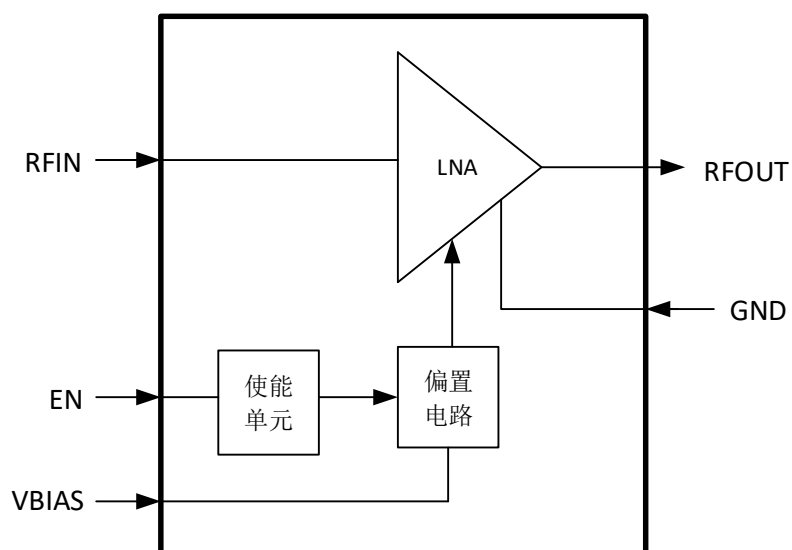 RFIN
LNA
RFOUT
GND
EN
使能
单元
偏置
电路
VBIAS